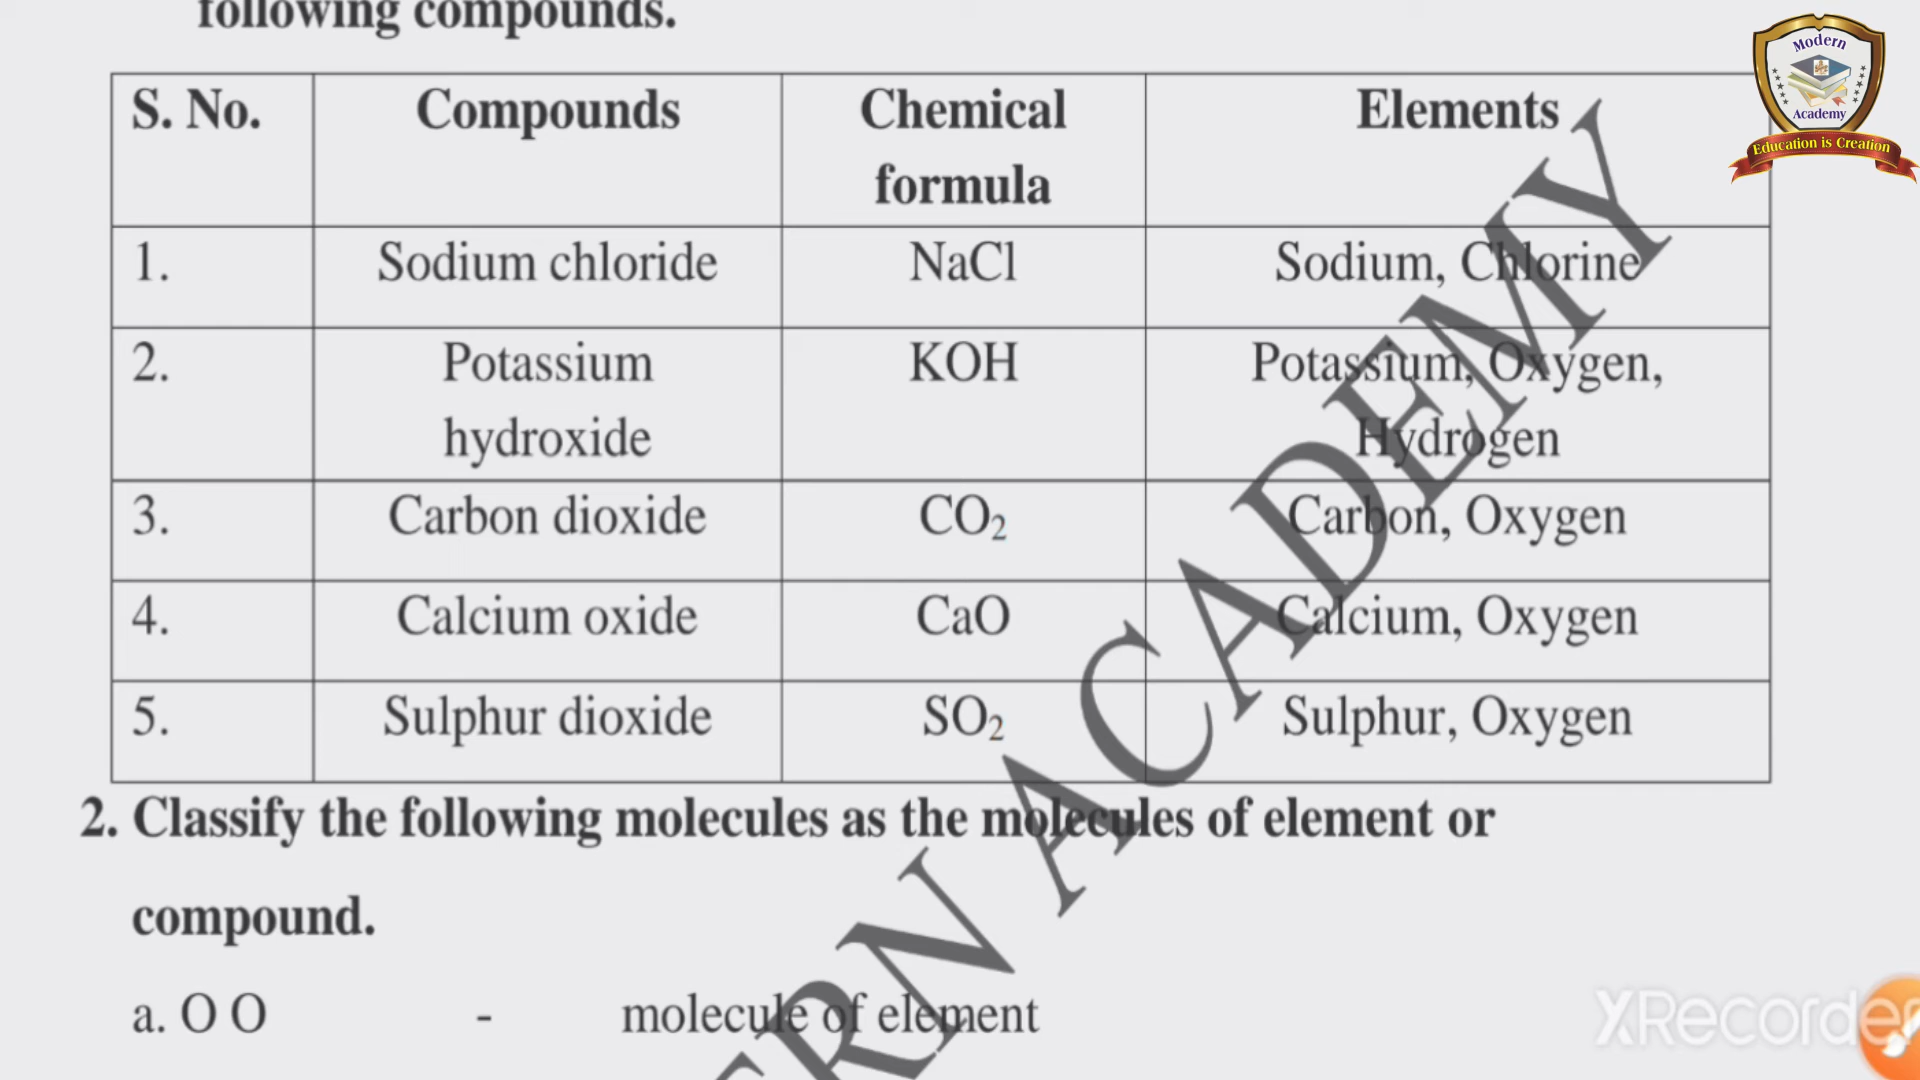 following compounds.
S. No. Compounds Chemical formula Elements
1. Sodium chloride NaCl Sodium, Chlorine
2. Potassium hydroxide KOH Potassium, Oxygen, Hydrogen
3. Carbon dioxide CO₂ Carbon, Oxygen
4. Calcium oxide CaO Calcium, Oxygen
5. Sulphur dioxide SO₂ Sulphur, Oxygen
2. Classify the following molecules as the molecules of element or
compound.
a. O O - molecule of element
ERN ACADEMY
Modern
Academy
Education is Creation
XRecorder